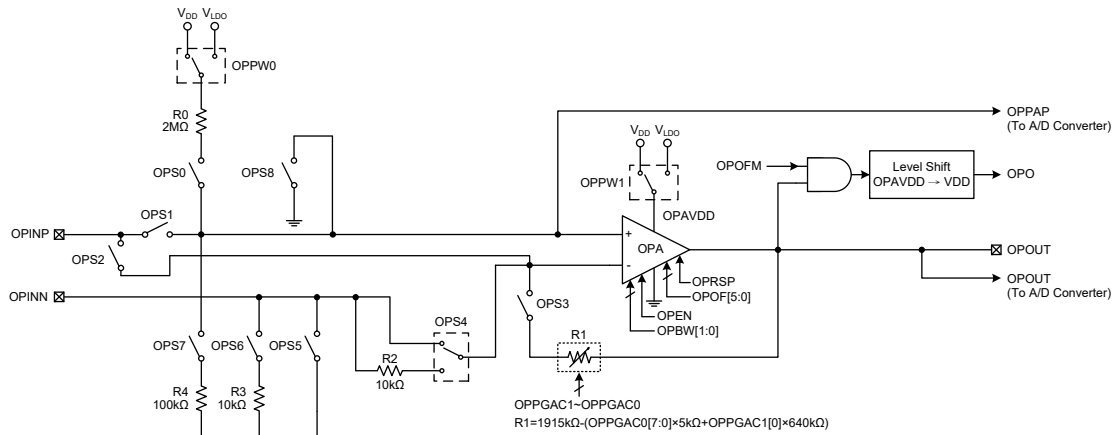 VDD VLDO
OPPW0
R0
2MΩ
OPS0
OPS8
OPPAP
(To A/D Converter)
VDD VLDO
OPPW1
OPAVDD
OPOFM
Level Shift
OPAVDD → VDD
OPO
OPS1
OPINP
OPS2
+
OPA
-
OPOUT
OPRSP
OPOF[5:0]
OPEN
OPBW[1:0]
OPOUT
(To A/D Converter)
OPINN
OPS3
OPS4
OPS7
OPS6
OPS5
R2
10kΩ
R1
R4
100kΩ
R3
10kΩ
OPPGAC1~OPPGAC0
R1=1915kΩ-(OPPGAC0[7:0]×5kΩ+OPPGAC1[0]×640kΩ)